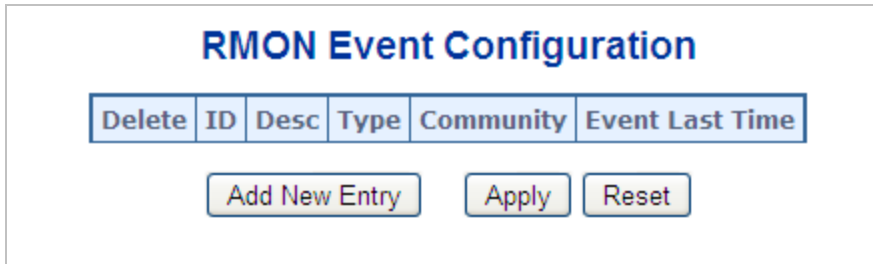 RMON Event Configuration
Delete ID Desc Type Community Event Last Time
Add New Entry Apply Reset